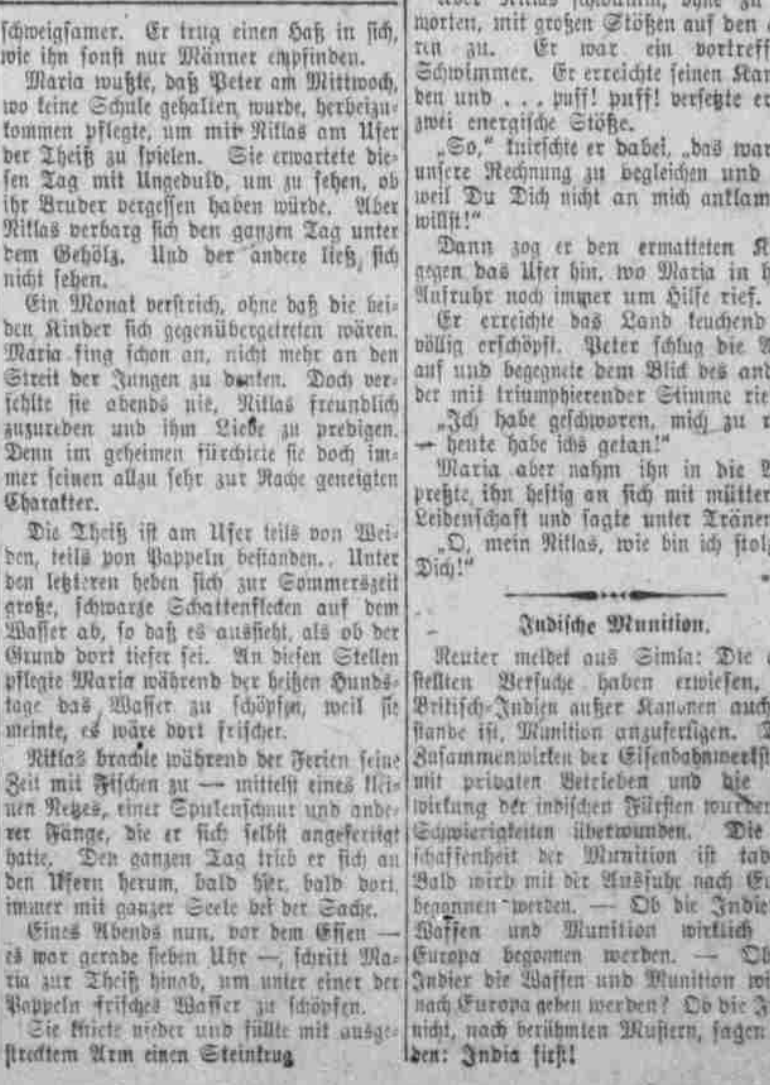 schweigsamer. Er trug einen Haß in sich,
wie ihn sonst nur Männer empfinden.
Maria wußte, daß Peter am Mittwoch,
wo keine Schule gehalten wurde, herbeizu-
kommen pflegte, um mit Niklas am Ufer
der Theiß zu spielen. Sie erwartete die-
sen Tag mit Ungeduld, um zu sehen, ob
ihr Bruder vergessen haben würde. Aber
Niklas verbarg sich den ganzen Tag unter
dem Gehölz. Und der andere ließ sich
nicht sehen.
Ein Monat verstrich, ohne daß die bei-
den Kinder sich gegenübergetreten wären.
Maria fing schon an, nicht mehr an den
Streit der Jungen zu denken. Doch ver-
fehlte sie abends nie, Niklas freundlich
zuzureden und ihm Liebe zu predigen.
Denn im geheimen fürchtete sie doch im-
mer seinen allzu sehr zur Rache geneigten
Charakter.
Die Theiß ist am Ufer teils von Wei-
den, teils von Pappeln bestanden. Unter
den letzteren heben sich zur Sommerszeit
große, schwarze Schattenflecken auf dem
Wasser ab, so daß es aussieht, als ob der
Grund dort tiefer sei. An diesen Stellen
pflegte Maria während der heißen Hunds-
tage das Wasser zu schöpfen, weil sie
meinte, es wäre dort frischer.
Niklas brachte während der Ferien seine
Zeit mit Fischen zu — mittelst eines klei-
nen Netzes, einer Spulenschnur und ande-
rer Fänge, die er sich selbst angefertigt
hatte. Den ganzen Tag trieb er sich an
den Ufern herum, bald hier, bald dort,
immer mit ganzer Seele bei der Sache.
Eines Abends nun, vor dem Essen —
es war gerade sieben Uhr —, schritt Ma-
ria zur Theiß hinab, um unter einer der
Pappeln frisches Wasser zu schöpfen.
Sie kniete nieder und füllte mit ausge-
strecktem Arm einen Steinkrug
morten, mit großen Stößen auf den
ren zu. Er war ein vortreff
Schwimmer. Er erreichte seinen Kar
den und . . . puff! puff! versetzte er
zwei energische Stöße.
„So,“ knirschte er dabei, „das war
unsere Rechnung zu begleichen und
weil Du Dich nicht an mich anklam
willst!“
Dann zog er den ermatteten K
gegen das Ufer hin, wo Maria in h
Aufruhr noch immer um Hilfe rief.
Er erreichte das Land keuchend
völlig erschöpft. Peter schlug die A
auf und begegnete dem Blick des and
der mit triumphierender Stimme rie
„Ich habe geschworen, mich zu r
— heute habe ichs getan!“
Maria aber nahm ihn in die A
preßte ihn heftig an sich mit mütter
Leidenschaft und sagte unter Tränen
„O, mein Niklas, wie bin ich stolz
Dich!“
Indische Munition.
Reuter meldet aus Simla: Die
stellten Versuche haben erwiesen,
Britisch-Indien außer Kanonen auch
stande ist, Munition anzufertigen.
Zusammenwirken der Eisenbahnwerkst
mit privaten Betrieben und die
wirkung der indischen Fürsten wurden
Schwierigkeiten überwunden. Die
schaffenheit der Munition ist tad
Bald wird mit der Ausfuhr nach Eu
begonnen werden. — Ob die Indie
Waffen und Munition wirklich
Europa begonnen werden. — Ob
Indier die Waffen und Munition wi
nach Europa geben werden? Ob die J
nicht, nach berühmten Mustern, sagen
den: India first!